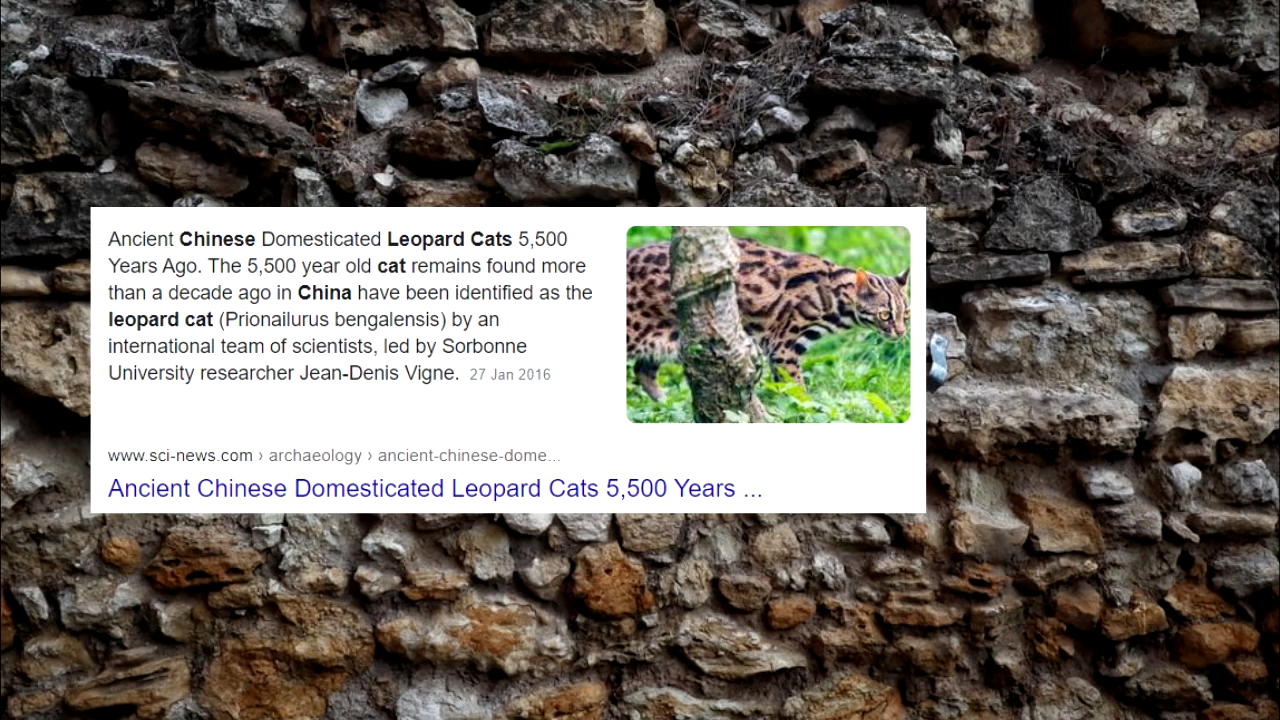 Ancient Chinese Domesticated Leopard Cats 5,500
Years Ago. The 5,500 year old cat remains found more
than a decade ago in China have been identified as the
leopard cat (Prionailurus bengalensis) by an
international team of scientists, led by Sorbonne
University researcher Jean-Denis Vigne. 27 Jan 2016
www.sci-news.com › archaeology › ancient-chinese-dome...
Ancient Chinese Domesticated Leopard Cats 5,500 Years ...